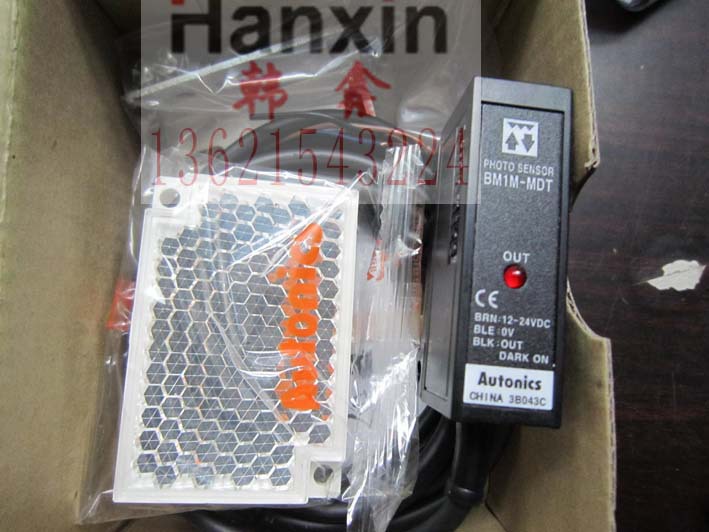 Hanxin
韩鑫
13621543224
PHOTO SENSOR
BM1M-MDT
OUT
CE
BRN:12-24VDC
BLE:0V
BLK:OUT
DARK ON
Autonics
CHINA 3B043C
Autonics